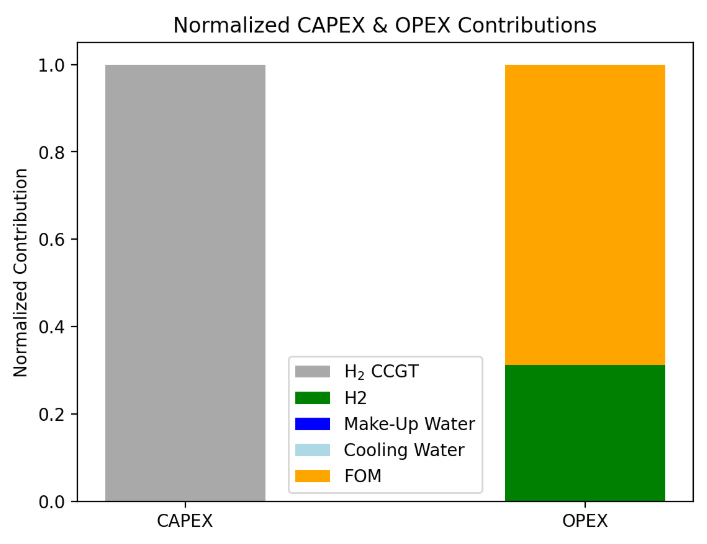 Normalized CAPEX & OPEX Contributions
Normalized Contribution
1.0
0.8
0.6
0.4
0.2
0.0
H₂ CCGT
H2
Make-Up Water
Cooling Water
FOM
CAPEX
OPEX